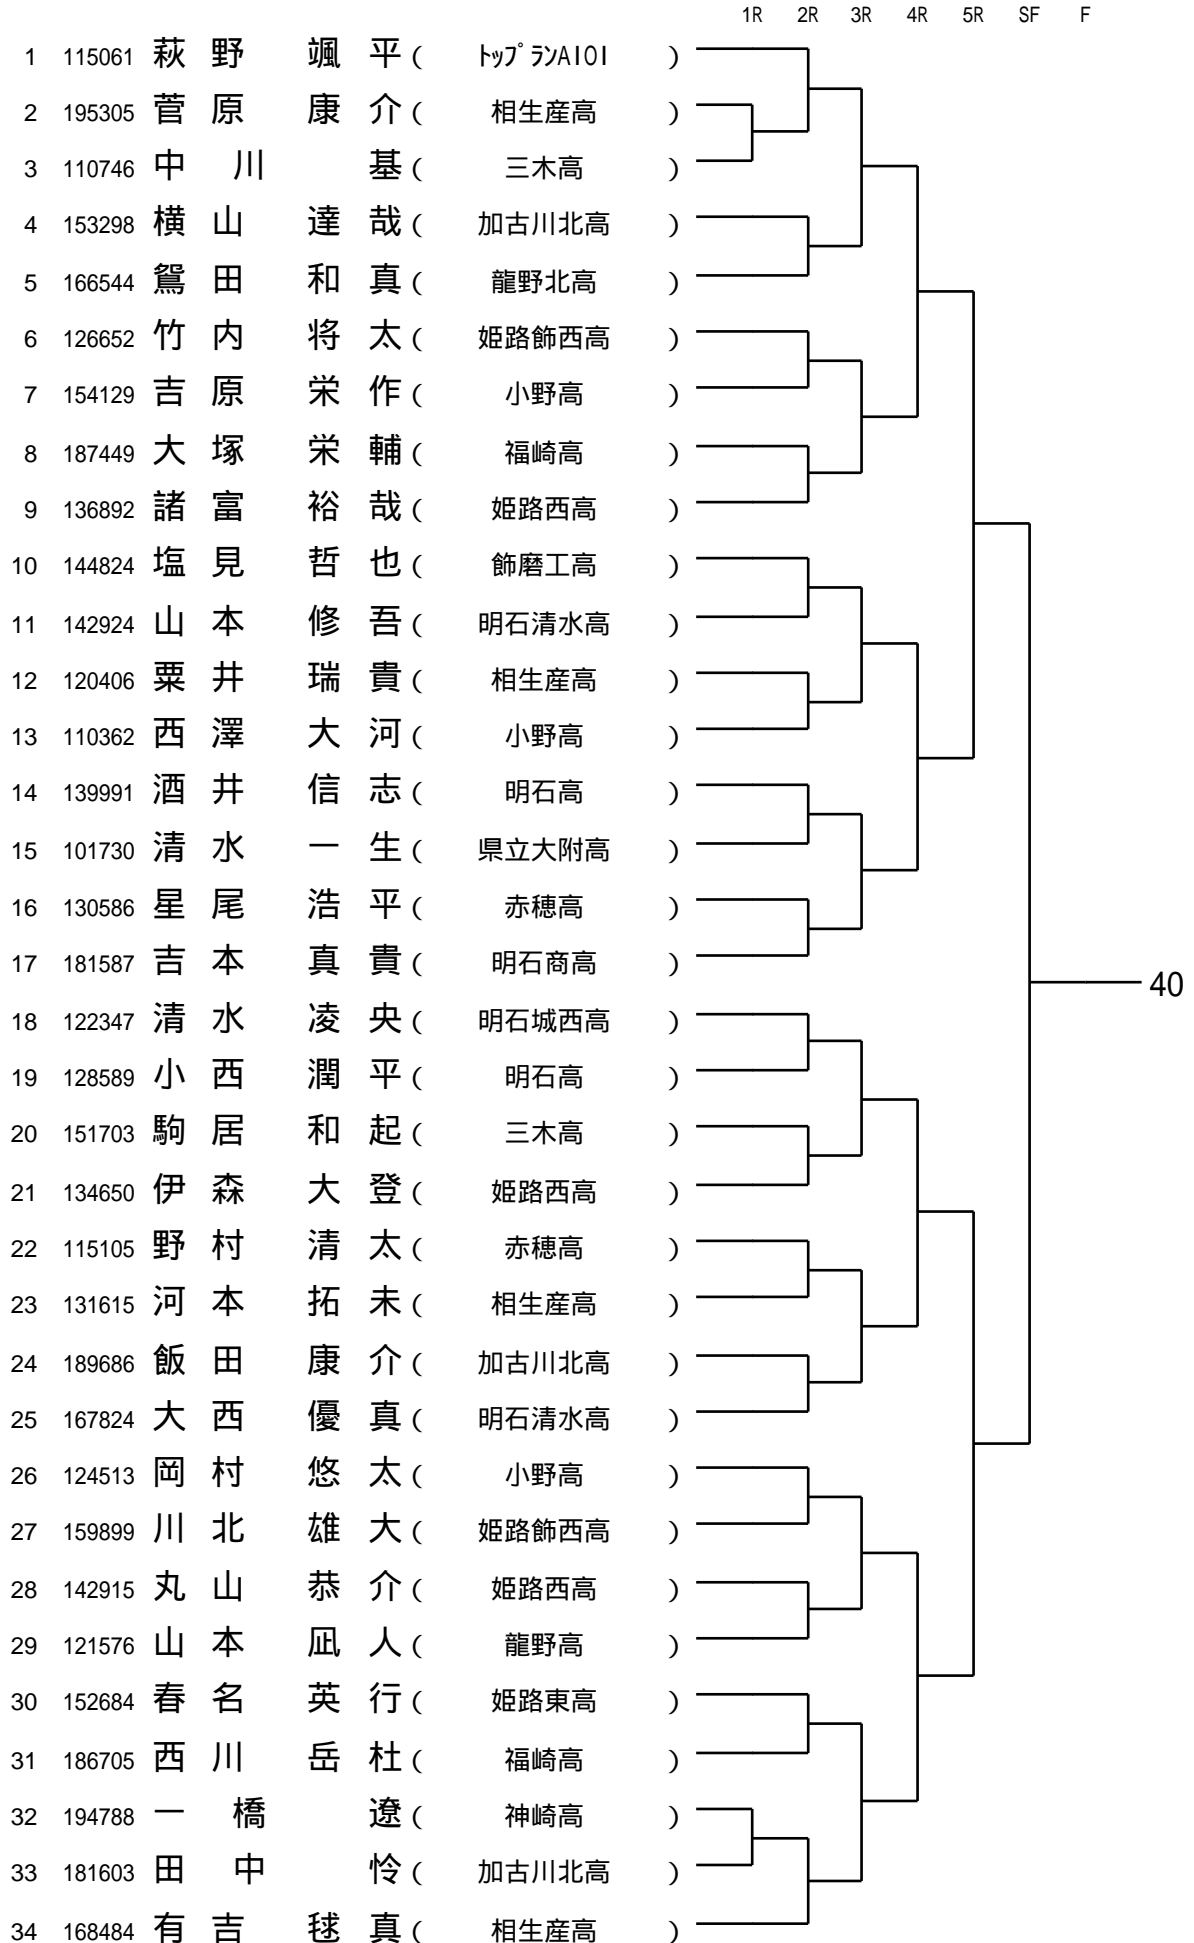 1R 2R 3R 4R 5R SF F
1 115061 萩野 颯平 ( トップランAIOI )
2 195305 菅原 康介 ( 相生産高 )
3 110746 中川 基 ( 三木高 )
4 153298 横山 達哉 ( 加古川北高 )
5 166544 鴛田 和真 ( 龍野北高 )
6 126652 竹内 将太 ( 姫路飾西高 )
7 154129 吉原 栄作 ( 小野高 )
8 187449 大塚 栄輔 ( 福崎高 )
9 136892 諸富 裕哉 ( 姫路西高 )
10 144824 塩見 哲也 ( 飾磨工高 )
11 142924 山本 修吾 ( 明石清水高 )
12 120406 粟井 瑞貴 ( 相生産高 )
13 110362 西澤 大河 ( 小野高 )
14 139991 酒井 信志 ( 明石高 )
15 101730 清水 一生 ( 県立大附高 )
16 130586 星尾 浩平 ( 赤穂高 )
17 181587 吉本 真貴 ( 明石商高 )
40
18 122347 清水 凌央 ( 明石城西高 )
19 128589 小西 潤平 ( 明石高 )
20 151703 駒居 和起 ( 三木高 )
21 134650 伊森 大登 ( 姫路西高 )
22 115105 野村 清太 ( 赤穂高 )
23 131615 河本 拓未 ( 相生産高 )
24 189686 飯田 康介 ( 加古川北高 )
25 167824 大西 優真 ( 明石清水高 )
26 124513 岡村 悠太 ( 小野高 )
27 159899 川北 雄大 ( 姫路飾西高 )
28 142915 丸山 恭介 ( 姫路西高 )
29 121576 山本 凪人 ( 龍野高 )
30 152684 春名 英行 ( 姫路東高 )
31 186705 西川 岳杜 ( 福崎高 )
32 194788 一橋 遼 ( 神崎高 )
33 181603 田中 怜 ( 加古川北高 )
34 168484 有吉 毬真 ( 相生産高 )